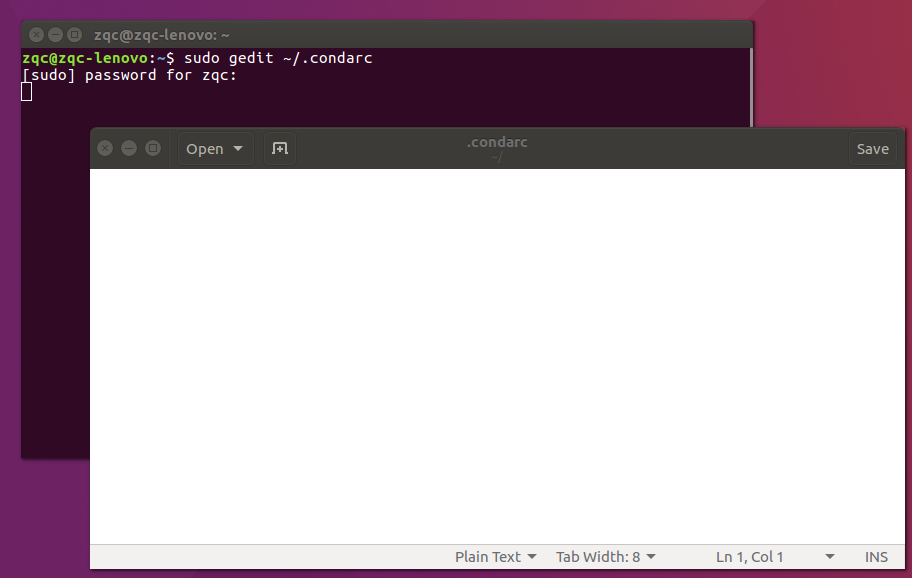 zqc@zqc-lenovo: ~
zqc@zqc-lenovo:~$ sudo gedit ~/.condarc
[sudo] password for zqc:
Open
.condarc
~/
Save
Plain Text
Tab Width: 8
Ln 1, Col 1
INS